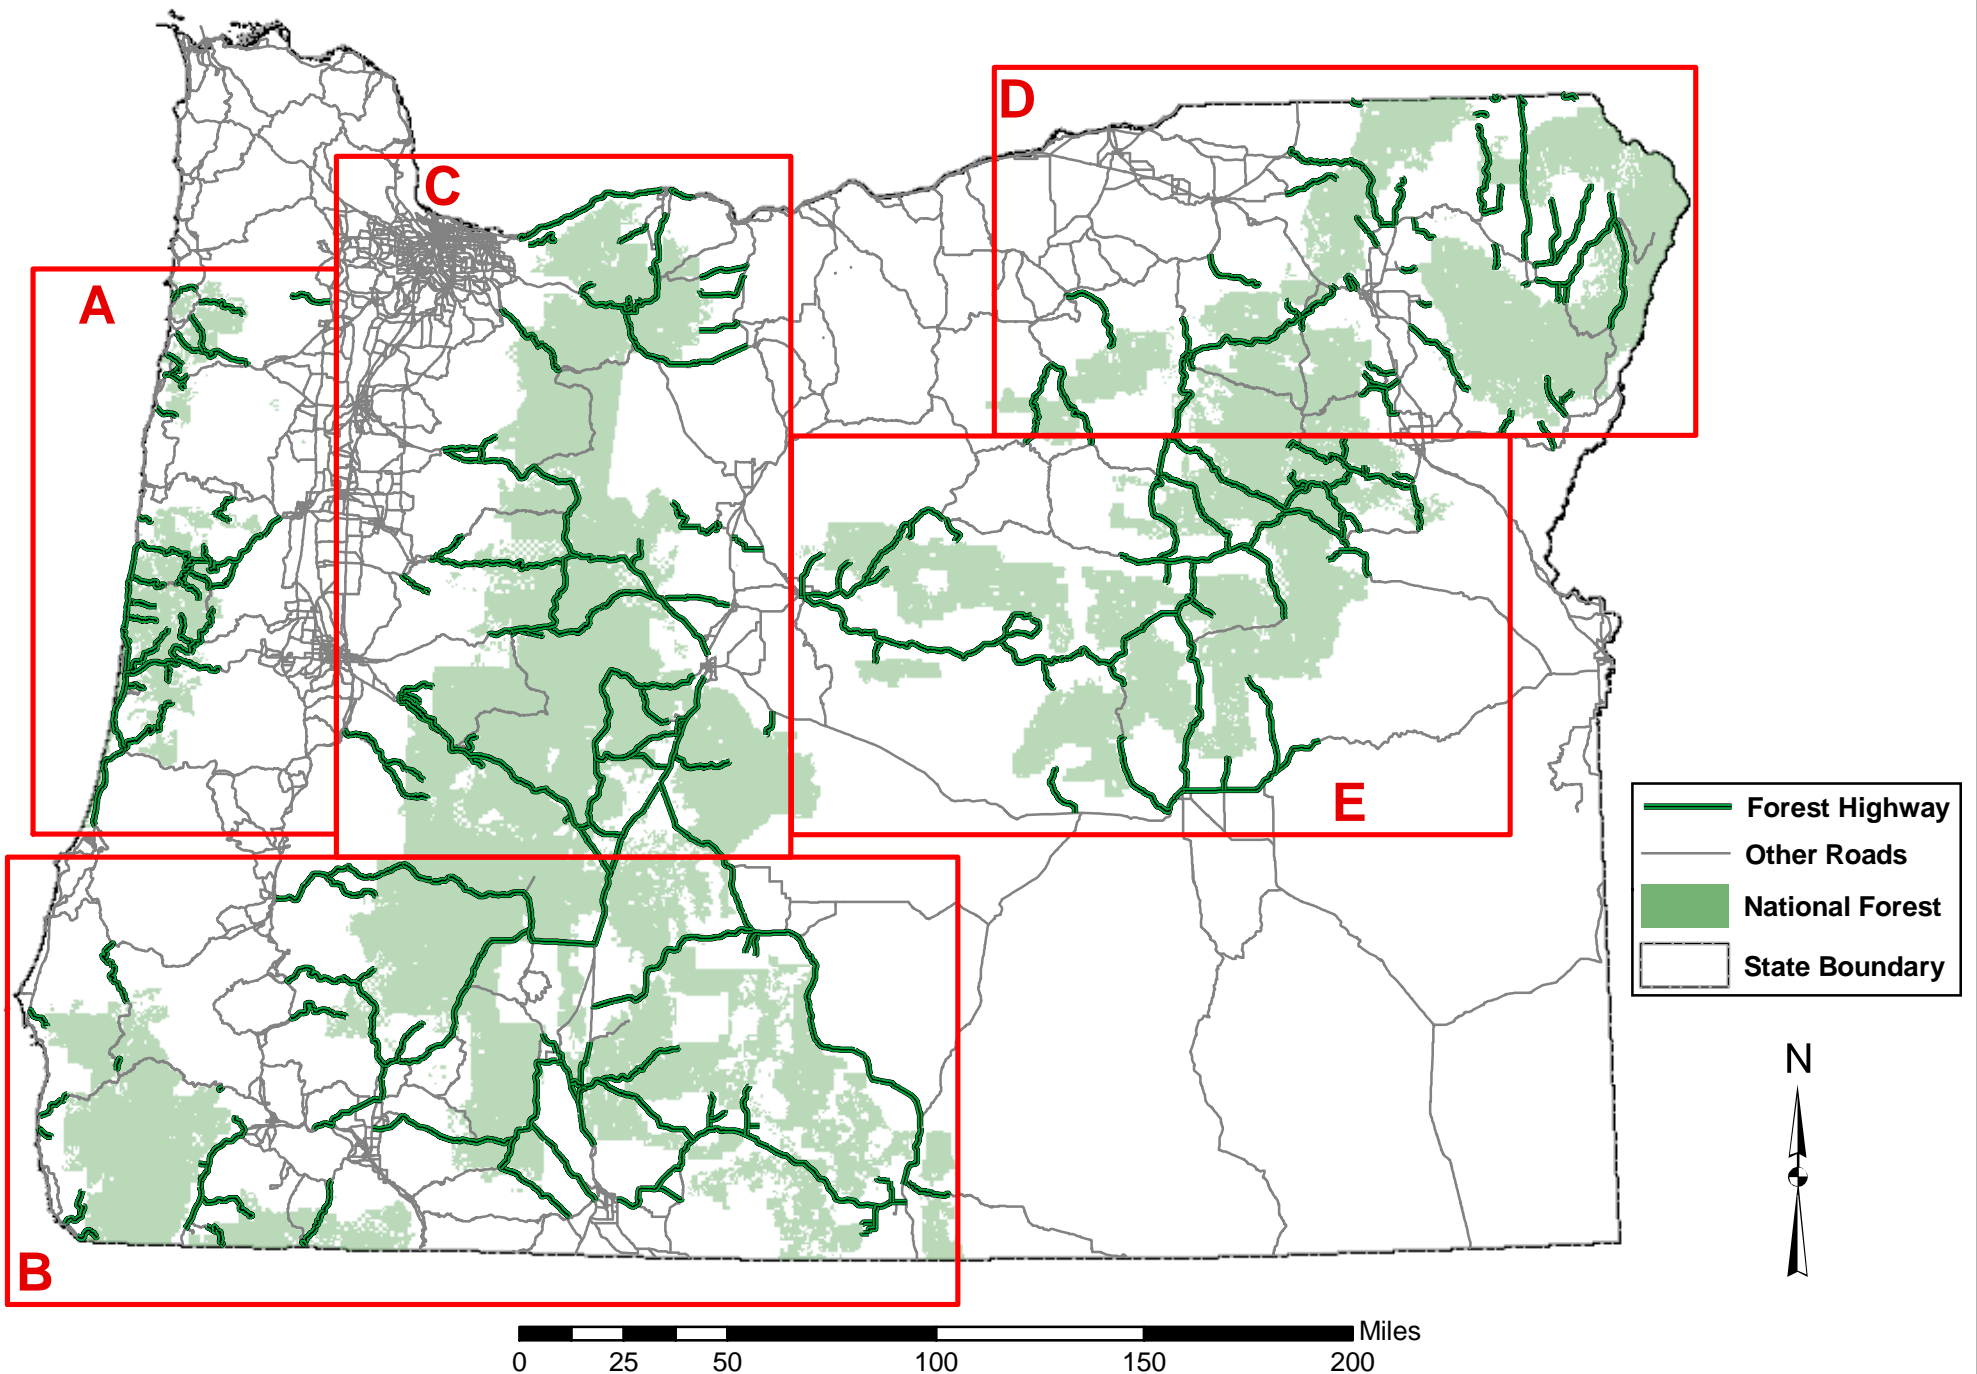 D
C
A
E
B
Forest Highway
Other Roads
National Forest
State Boundary
N
Miles
0 25 50 100 150 200